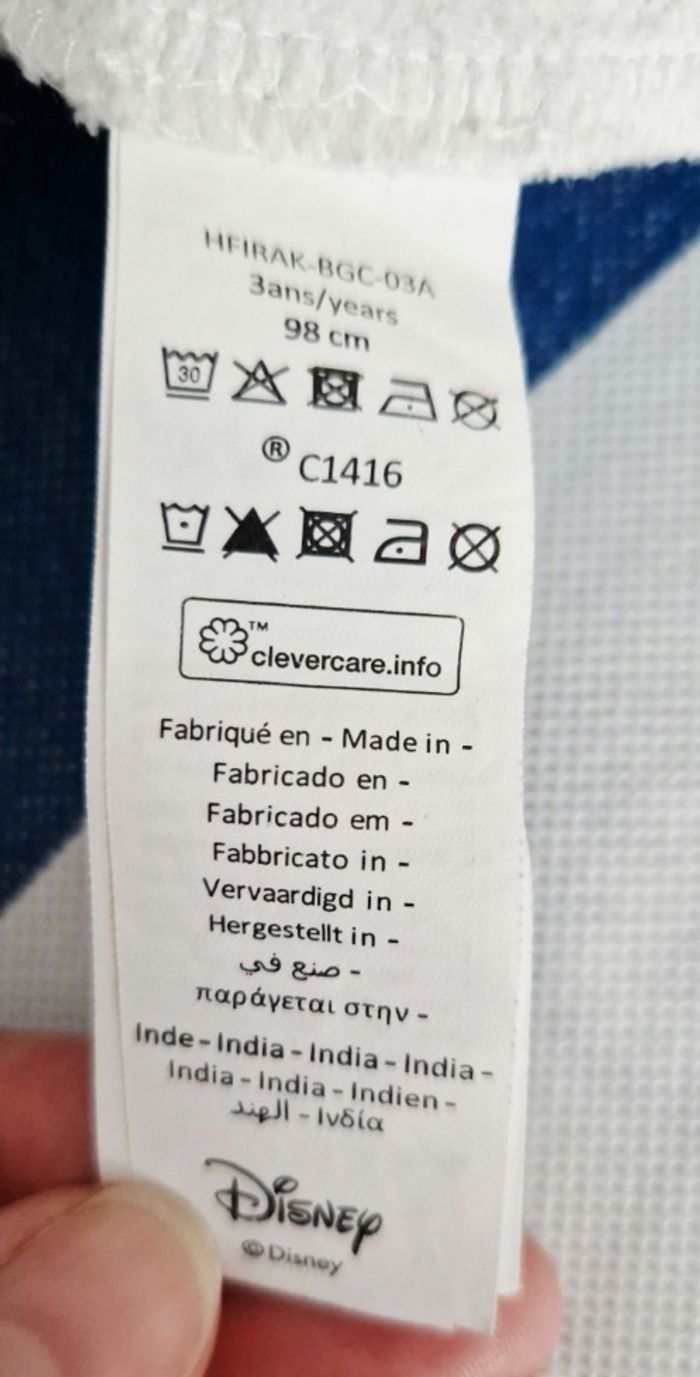 HFIRAK-BGC-03A
3ans/years
98 cm
30
® C1416
™
clevercare.info
Fabriqué en - Made in -
Fabricado en -
Fabricado em -
Fabbricato in -
Vervaardigd in -
Hergestellt in -
صنع في -
παράγεται στην -
Inde - India - India - India -
India - India - Indien -
الهند - Ινδία
Disney
©Disney